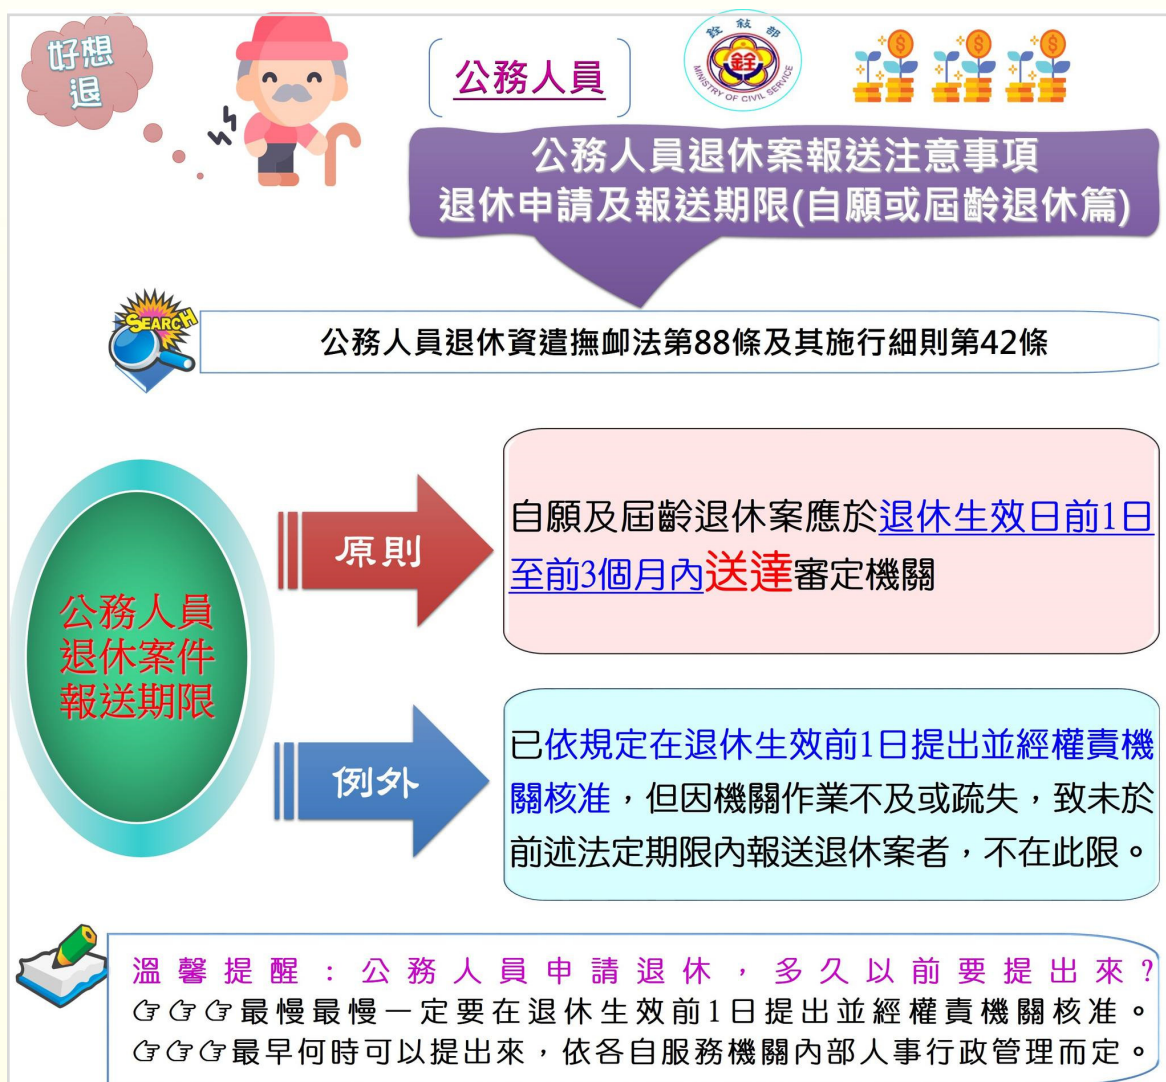 好想
退
公務人員
銓敍部
MINISTRY OF CIVIL SERVICE
銓
公務人員退休案報送注意事項
退休申請及報送期限(自願或屆齡退休篇)
SEARCH
公務人員退休資遣撫卹法第88條及其施行細則第42條
公務人員
退休案件
報送期限
原則
自願及屆齡退休案應於退休生效日前1日
至前3個月內送達審定機關
例外
已依規定在退休生效前1日提出並經權責機
關核准，但因機關作業不及或疏失，致未於
前述法定期限內報送退休案者，不在此限。
溫馨提醒：公務人員申請退休，多久以前要提出來？
☞☞☞最慢最慢一定要在退休生效前1日提出並經權責機關核准。
☞☞☞最早何時可以提出來，依各自服務機關內部人事行政管理而定。